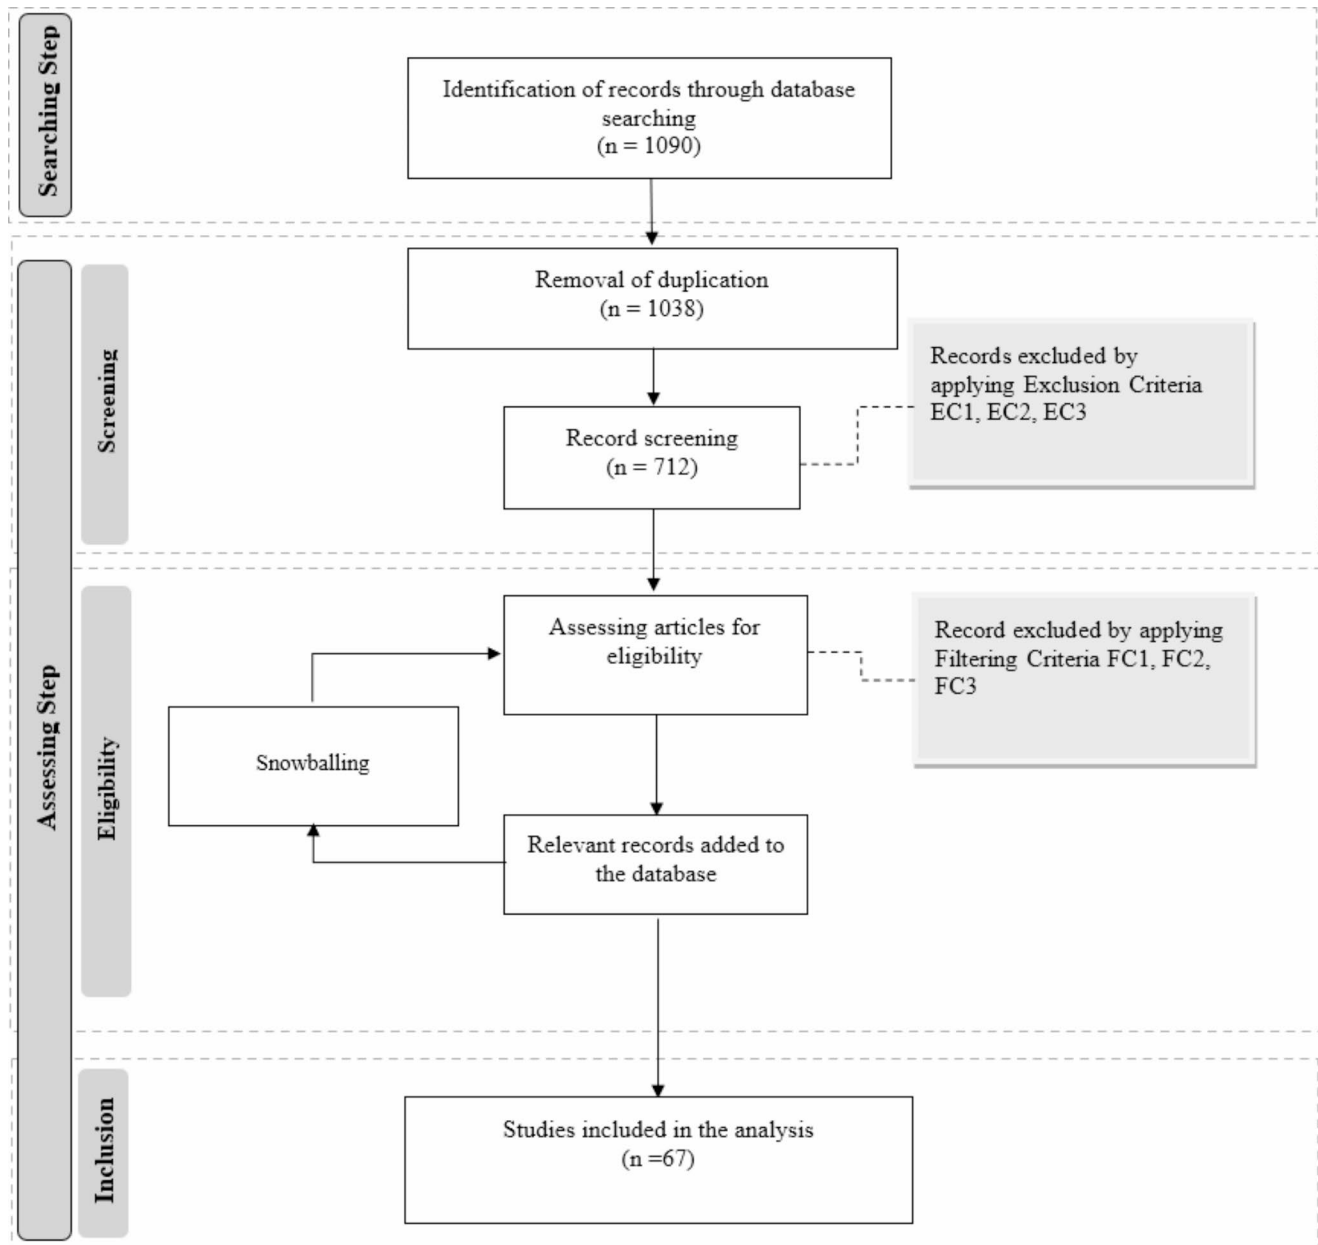 Searching Step
Identification of records through database
searching
(n = 1090)
Assessing Step
Screening
Removal of duplication
(n = 1038)
Record screening
(n = 712)
Records excluded by
applying Exclusion Criteria
EC1, EC2, EC3
Eligibility
Assessing articles for
eligibility
Record excluded by applying
Filtering Criteria FC1, FC2,
FC3
Snowballing
Relevant records added to
the database
Inclusion
Studies included in the analysis
(n =67)